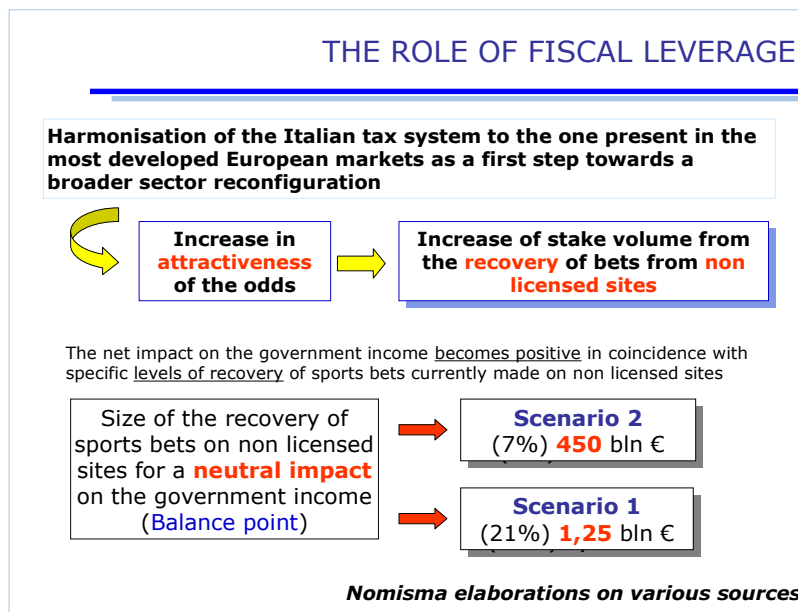 THE ROLE OF FISCAL LEVERAGE
Harmonisation of the Italian tax system to the one present in the
most developed European markets as a first step towards a
broader sector reconfiguration
Increase in
attractiveness
of the odds
Increase of stake volume from
the recovery of bets from non
licensed sites
The net impact on the government income becomes positive in coincidence with
specific levels of recovery of sports bets currently made on non licensed sites
Size of the recovery of
sports bets on non licensed
sites for a neutral impact
on the government income
(Balance point)
Scenario 2
(7%) 450 bln €
Scenario 1
(21%) 1,25 bln €
Nomisma elaborations on various sources